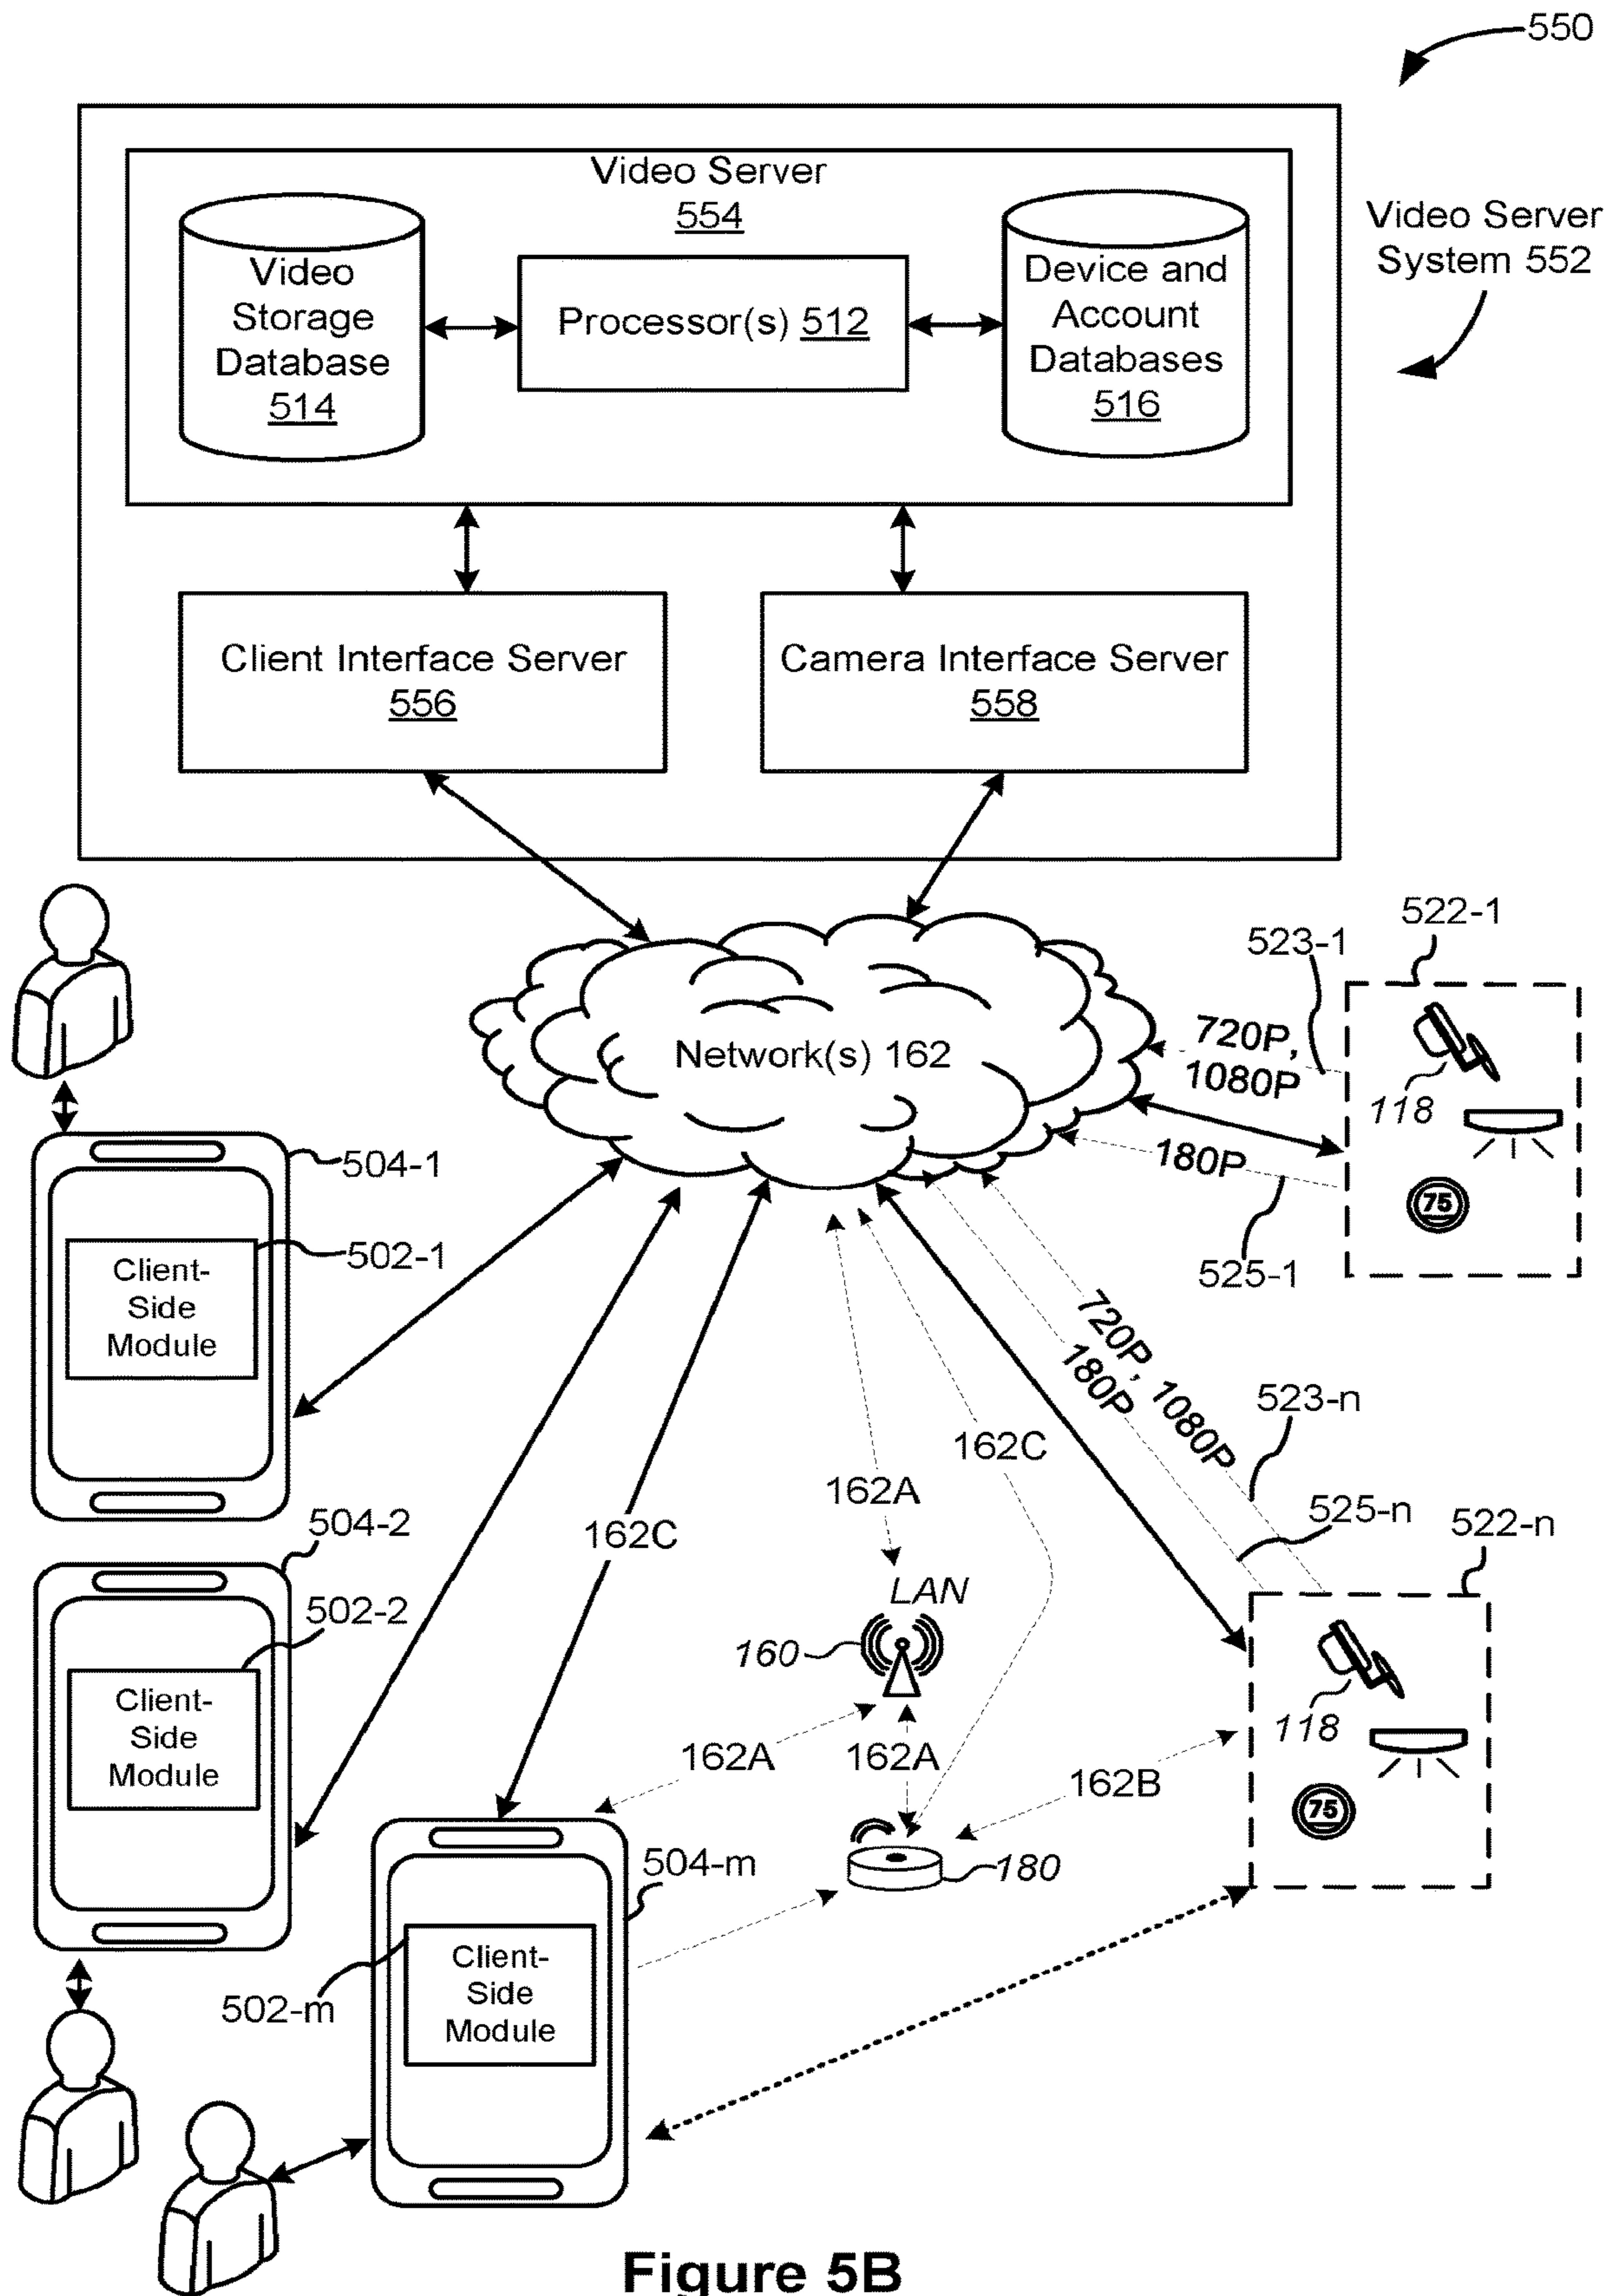 550
Video Server
554
Video Server
System 552
Video
Storage
Database
514
Processor(s) 512
Device and
Account
Databases
516
Client Interface Server
556
Camera Interface Server
558
Network(s) 162
522-1
523-1
720P,
1080P
118
180P
75
525-1
504-1
502-1
Client-
Side
Module
720P, 1080P
180P
523-n
525-n
522-n
162C
162A
162C
LAN
160
504-2
502-2
Client-
Side
Module
118
162A
162A
162B
75
180
504-m
502-m
Client-
Side
Module
Figure 5B